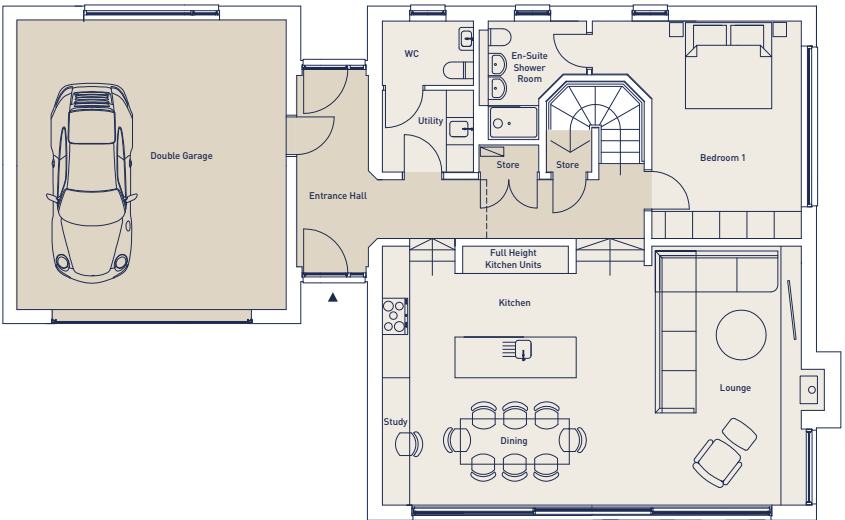 WC
En-Suite
Shower
Room
Utility
Double Garage
Store
Store
Bedroom 1
Entrance Hall
Full Height
Kitchen Units
Kitchen
Lounge
Study
Dining